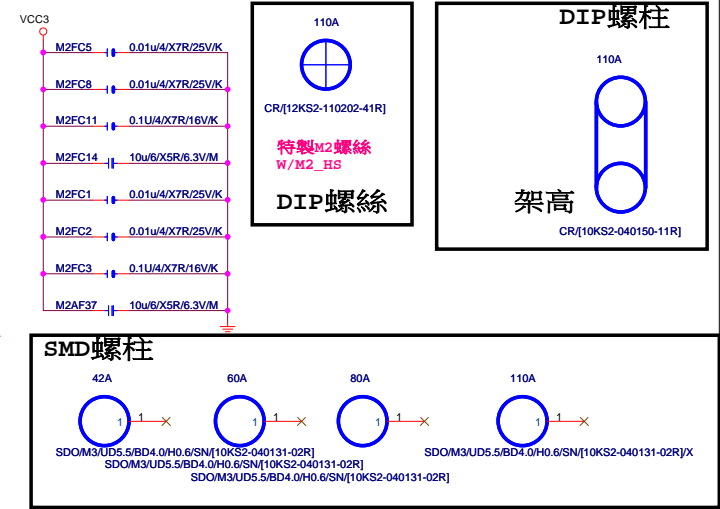 VCC3
M2FC5 0.01u/4/X7R/25V/K
M2FC8 0.01u/4/X7R/25V/K
M2FC11 0.1U/4/X7R/16V/K
M2FC14 10u/6/X5R/6.3V/M
M2FC1 0.01u/4/X7R/25V/K
M2FC2 0.01u/4/X7R/25V/K
M2FC3 0.1U/4/X7R/16V/K
M2AF37 10u/6/X5R/6.3V/M
110A
CR/[12KS2-110202-41R]
特製M2螺絲
W/M2_HS
DIP螺絲
DIP螺柱
110A
架高
CR/[10KS2-040150-11R]
SMD螺柱
42A 60A 80A 110A
1 1 1 1 1 1 1 1
SDO/M3/UD5.5/BD4.0/H0.6/SN/[10KS2-040131-02R] SDO/M3/UD5.5/BD4.0/H0.6/SN/[10KS2-040131-02R]/X
SDO/M3/UD5.5/BD4.0/H0.6/SN/[10KS2-040131-02R]
SDO/M3/UD5.5/BD4.0/H0.6/SN/[10KS2-040131-02R]